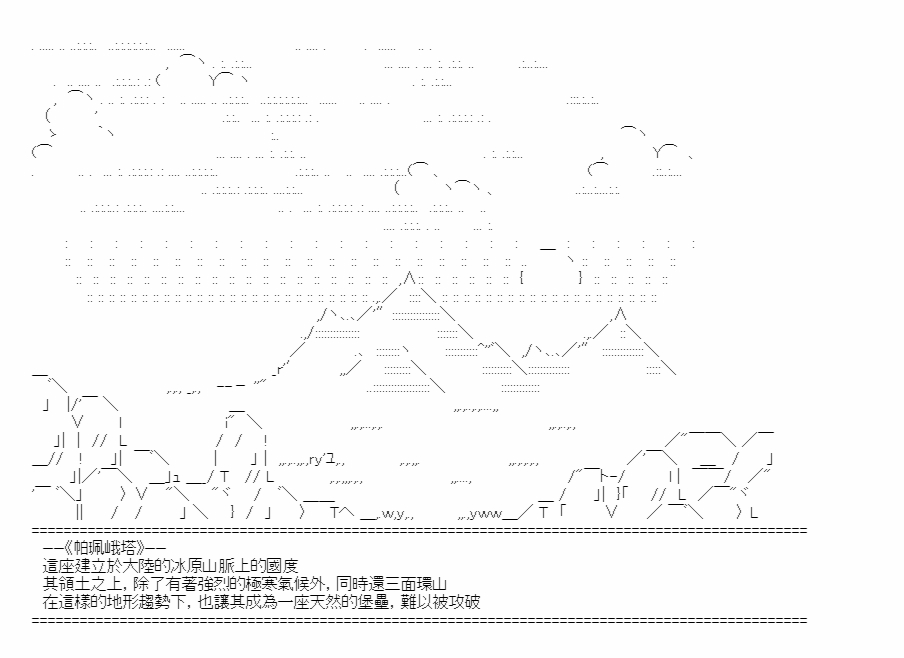 ——《帕珮峨塔》——
這座建立於大陸的冰原山脈上的國度
其領土之上，除了有著強烈的極寒氣候外，同時還三面環山
在這樣的地形趨勢下，也讓其成為一座天然的堡壘，難以被攻破